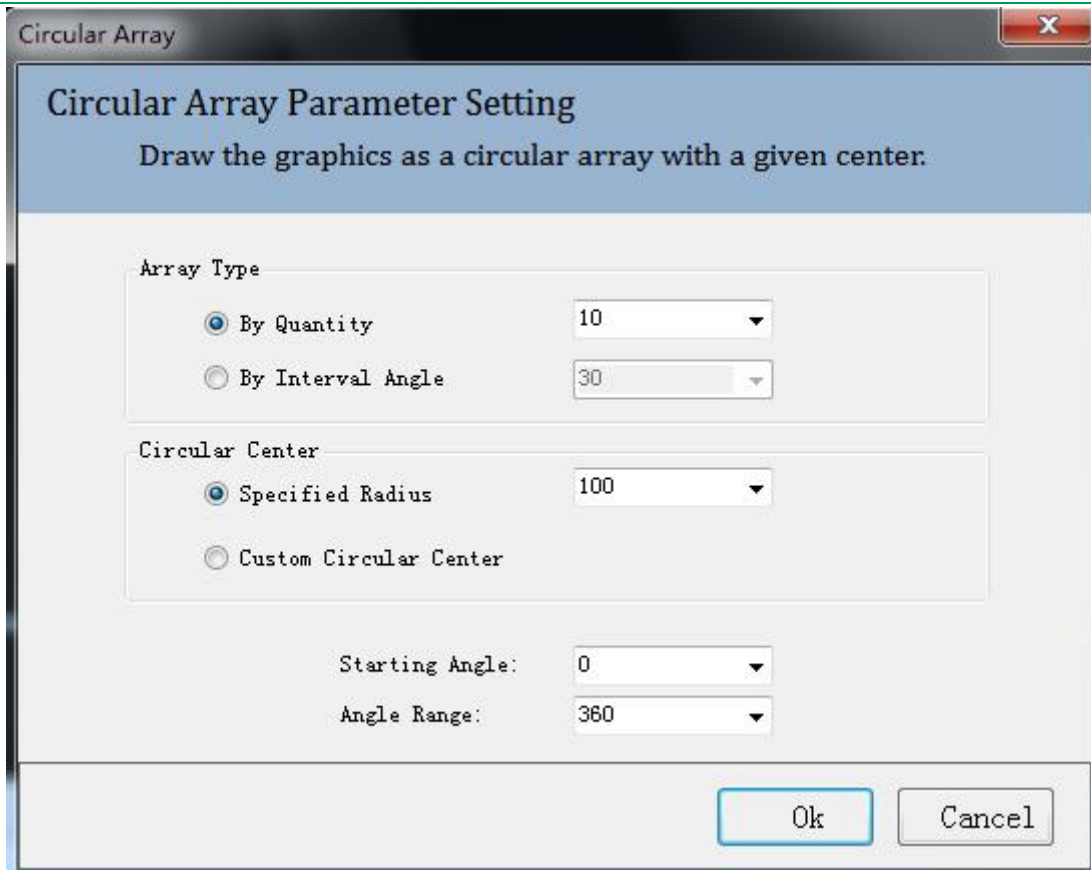 Circular Array
Circular Array Parameter Setting
Draw the graphics as a circular array with a given center.
Array Type
By Quantity 10
By Interval Angle 30
Circular Center
Specified Radius 100
Custom Circular Center
Starting Angle: 0
Angle Range: 360
Ok Cancel